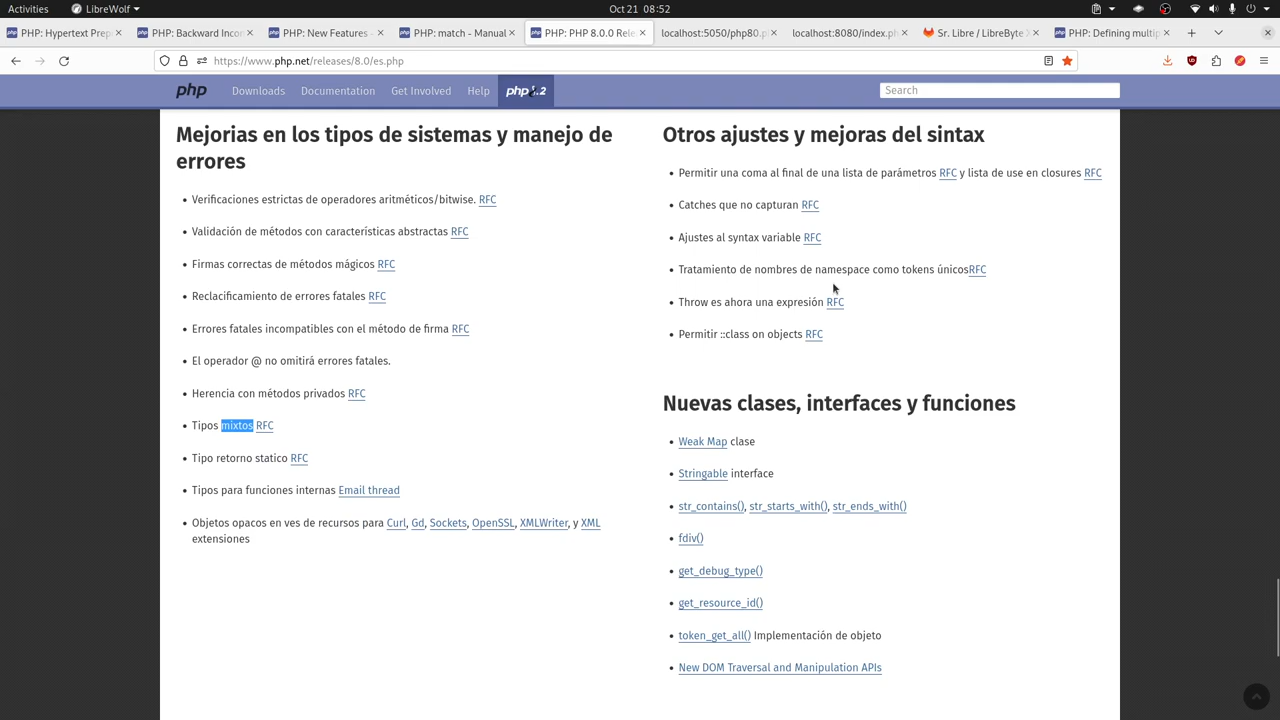 Activities
LibreWolf
Oct 21 08:52
PHP: Hypertext Prep
PHP: Backward Incor
PHP: New Features -
PHP: match - Manual
PHP: PHP 8.0.0 Rele
localhost:5050/php80.p
localhost:8080/index.ph
Sr. Libre / LibreByte
PHP: Defining multip
https://www.php.net/releases/8.0/es.php
php
Downloads
Documentation
Get Involved
Help
Search
Mejorias en los tipos de sistemas y manejo de
errores
Verificaciones estrictas de operadores aritméticos/bitwise. RFC
Validación de métodos con características abstractas RFC
Firmas correctas de métodos mágicos RFC
Reclacificamiento de errores fatales RFC
Errores fatales incompatibles con el método de firma RFC
El operador @ no omitirá errores fatales.
Herencia con métodos privados RFC
Tipos mixtos RFC
Tipo retorno statico RFC
Tipos para funciones internas Email thread
Objetos opacos en ves de recursos para Curl, Gd, Sockets, OpenSSL, XMLWriter, y XML
extensiones
Otros ajustes y mejoras del sintax
Permitir una coma al final de una lista de parámetros RFC y lista de use en closures RFC
Catches que no capturan RFC
Ajustes al syntax variable RFC
Tratamiento de nombres de namespace como tokens únicosRFC
Throw es ahora una expresión RFC
Permitir ::class on objects RFC
Nuevas clases, interfaces y funciones
Weak Map clase
Stringable interface
str_contains(), str_starts_with(), str_ends_with()
fdiv()
get_debug_type()
get_resource_id()
token_get_all() Implementación de objeto
New DOM Traversal and Manipulation APIs